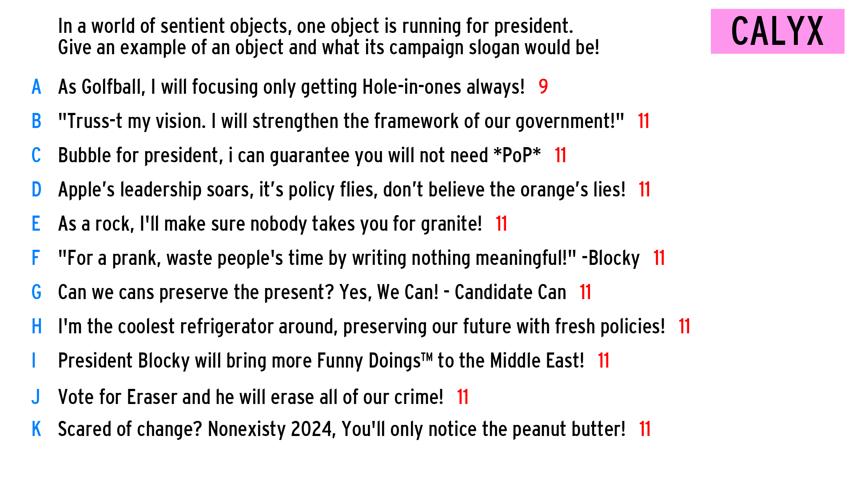 In a world of sentient objects, one object is running for president.
Give an example of an object and what its campaign slogan would be!
CALYX
A As Golfball, I will focusing only getting Hole-in-ones always! 9
B "Truss-t my vision. I will strengthen the framework of our government!" 11
C Bubble for president, i can guarantee you will not need *PoP* 11
D Apple's leadership soars, it's policy flies, don't believe the orange's lies! 11
E As a rock, I'll make sure nobody takes you for granite! 11
F "For a prank, waste people's time by writing nothing meaningful!" -Blocky 11
G Can we cans preserve the present? Yes, We Can! - Candidate Can 11
H I'm the coolest refrigerator around, preserving our future with fresh policies! 11
I President Blocky will bring more Funny Doings™ to the Middle East! 11
J Vote for Eraser and he will erase all of our crime! 11
K Scared of change? Nonexisty 2024, You'll only notice the peanut butter! 11